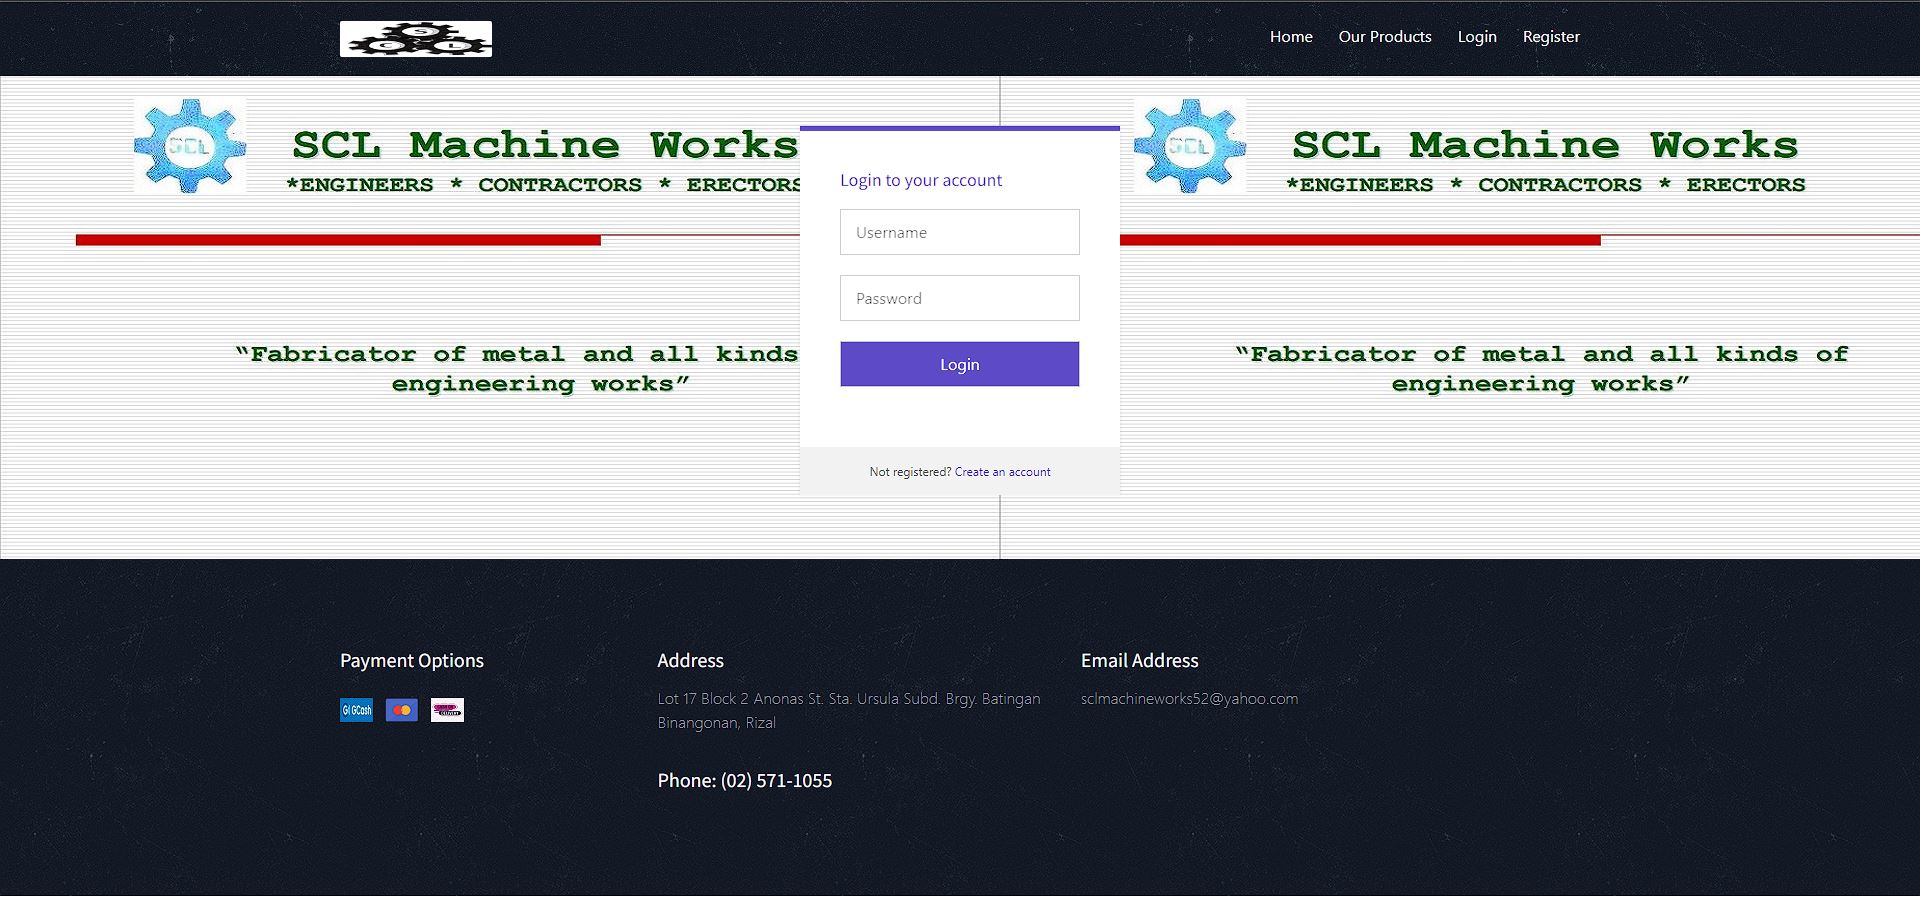 S
C L
Home Our Products Login Register
SCL
SCL Machine Works
*ENGINEERS * CONTRACTORS * ERECTORS
“Fabricator of metal and all kinds
engineering works”
Login to your account
Username
Password
Login
Not registered? Create an account
SCL
SCL Machine Works
*ENGINEERS * CONTRACTORS * ERECTORS
“Fabricator of metal and all kinds of
engineering works”
Payment Options
GCash
Address
Lot 17 Block 2 Anonas St. Sta. Ursula Subd. Brgy. Batingan
Binangonan, Rizal
Phone: (02) 571-1055
Email Address
sclmachineworks52@yahoo.com